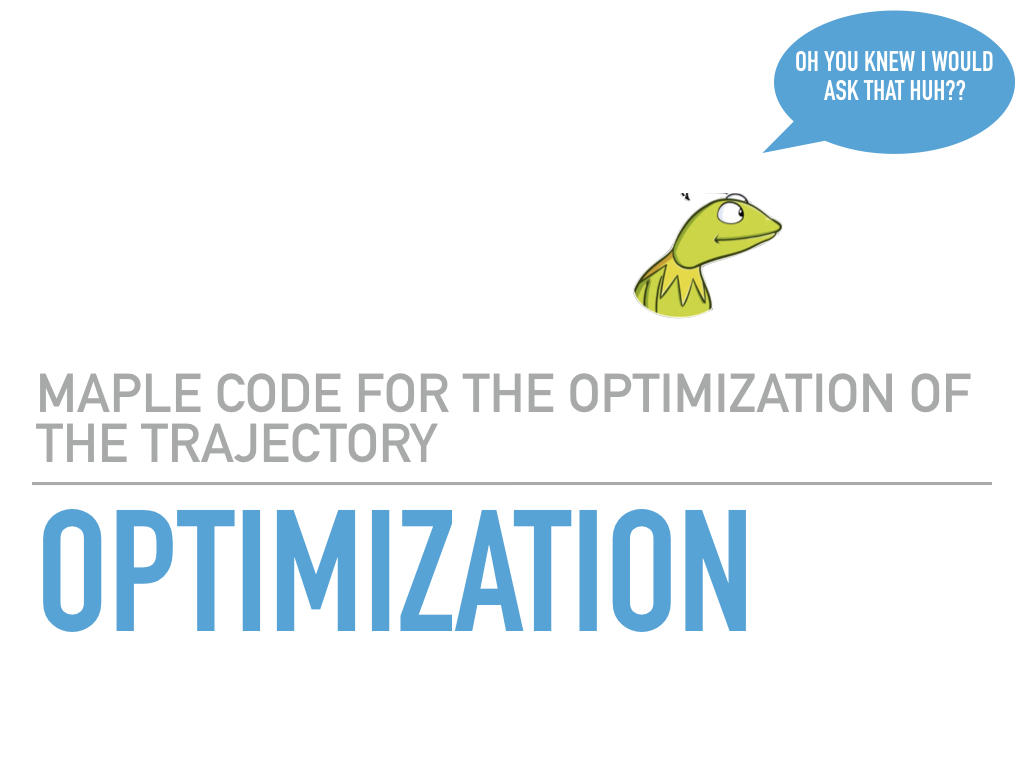 OH YOU KNEW I WOULD
ASK THAT HUH??
MAPLE CODE FOR THE OPTIMIZATION OF
THE TRAJECTORY
OPTIMIZATION